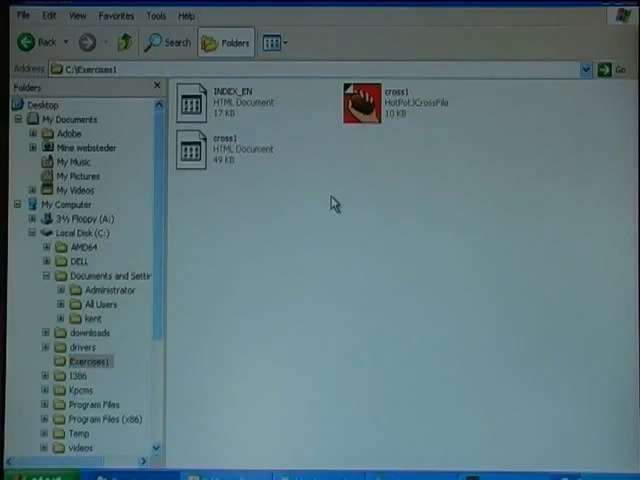 File Edit View Favorites Tools Help
Back Search Folders
Address C:\Exercises1 Go
Folders
Desktop
My Documents
Adobe
Mine websteder
My Music
My Pictures
My Videos
My Computer
3½ Floppy (A:)
Local Disk (C:)
AMD64
DELL
Documents and Settin
Administrator
All Users
kent
downloads
drivers
Exercises1
I386
Kpcms
Program Files
Program Files (x86)
Temp
videos
INDEX_EN
HTML Document
17 KB
cross1
HotPotJCrossFile
10 KB
cross1
HTML Document
49 KB